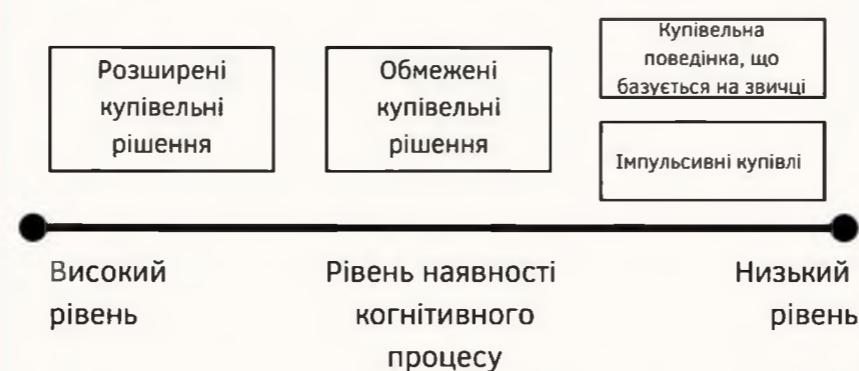 Розширені
купівельні
рішення
Обмежені
купівельні
рішення
Купівельна
поведінка, що
базується на звичці
Імпульсивні купівлі
Високий
рівень
Рівень наявності
когнітивного
процесу
Низький
рівень